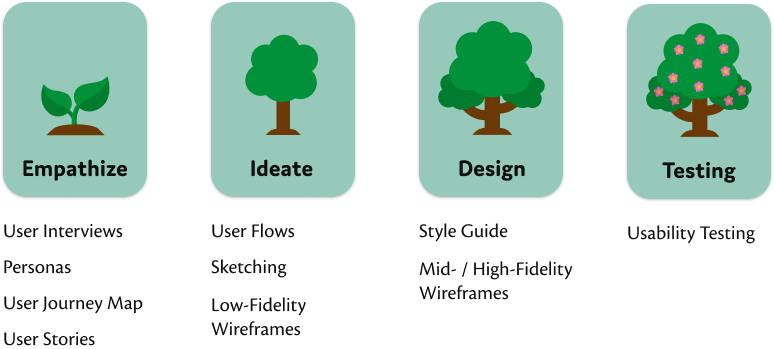 Empathize
User Interviews
Personas
User Journey Map
User Stories
Ideate
User Flows
Sketching
Low-Fidelity
Wireframes
Design
Style Guide
Mid- / High-Fidelity
Wireframes
Testing
Usability Testing